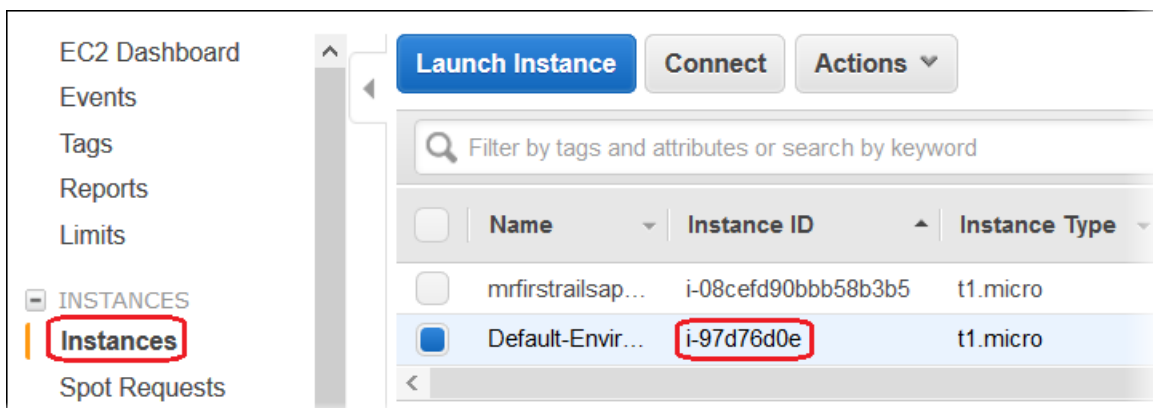 EC2 Dashboard
Events
Tags
Reports
Limits
INSTANCES
Instances
Spot Requests
Launch Instance Connect Actions
Filter by tags and attributes or search by keyword
Name Instance ID Instance Type
mrfirstrailsap... i-08cefd90bbb58b3b5 t1.micro
Default-Envir... i-97d76d0e t1.micro